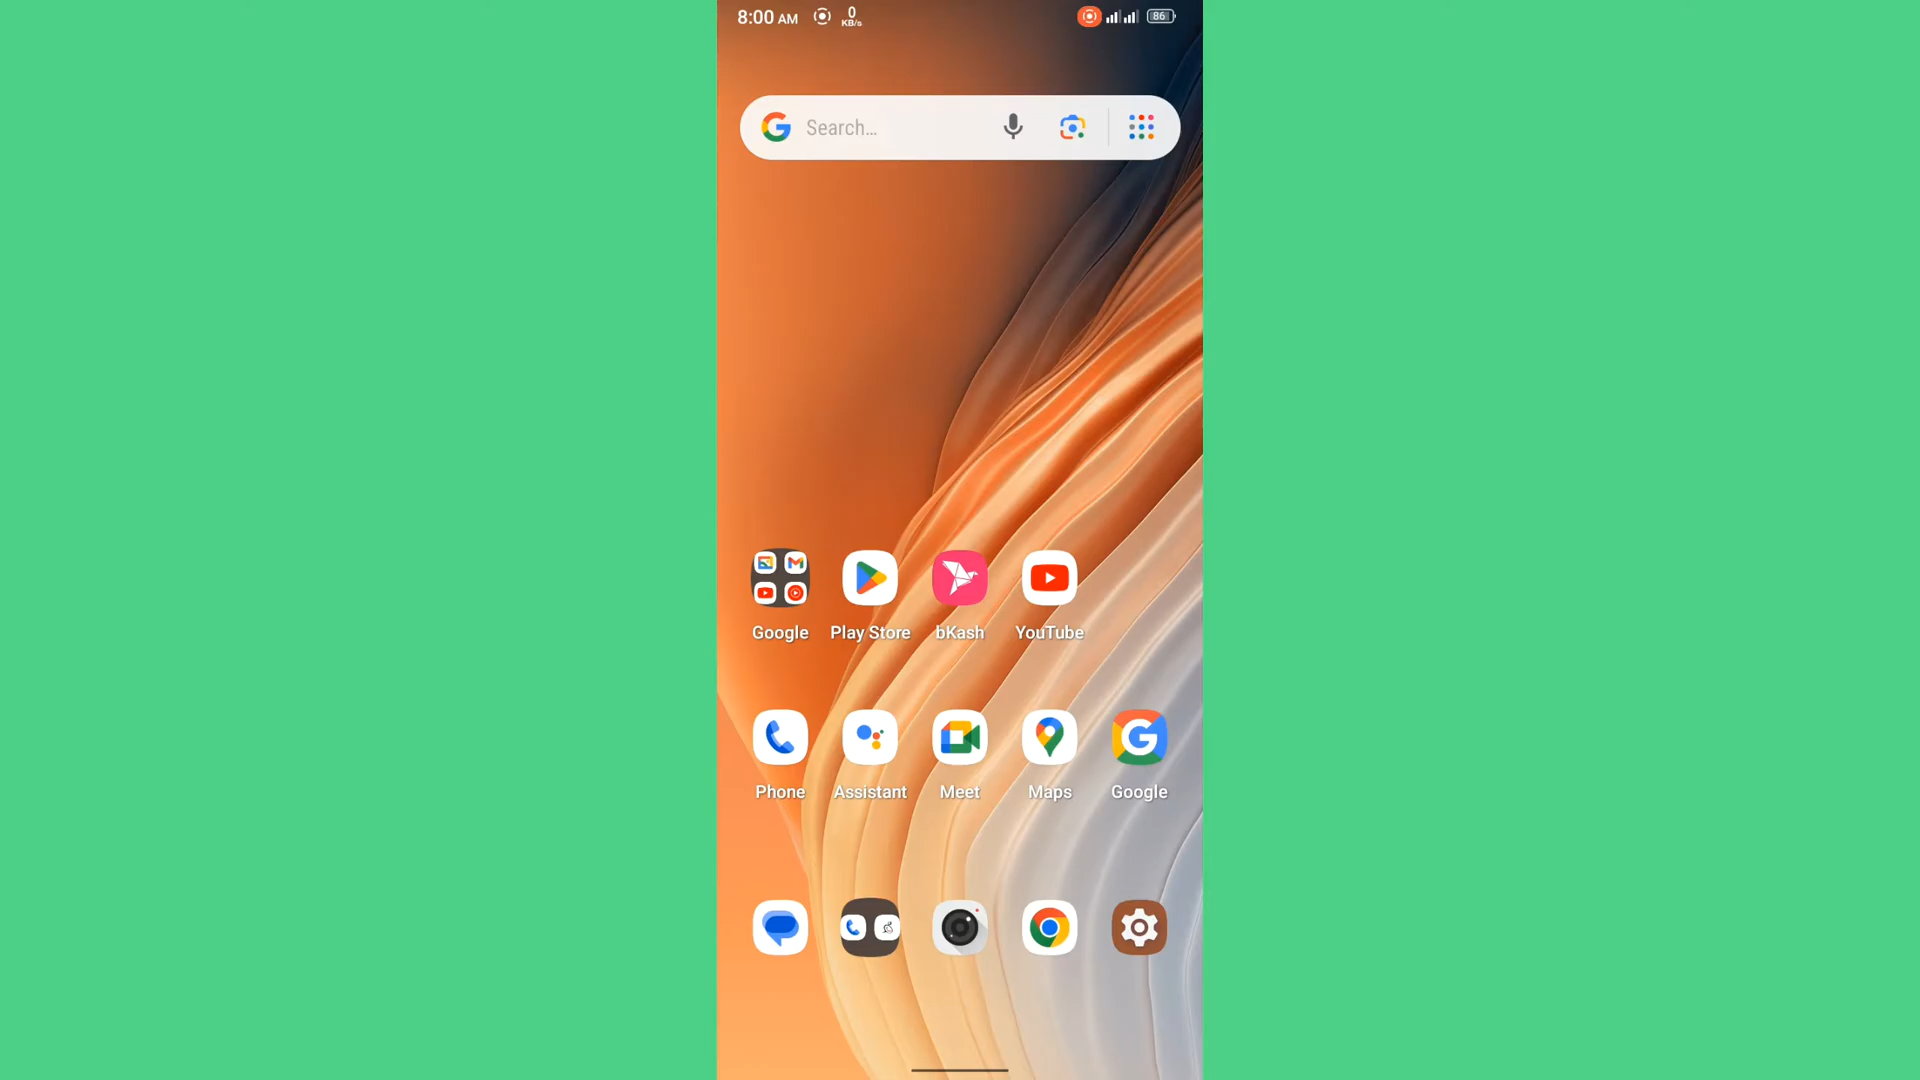 8:00 AM 0 KB/s 86
Search...
Google Play Store bKash YouTube
Phone Assistant Meet Maps Google